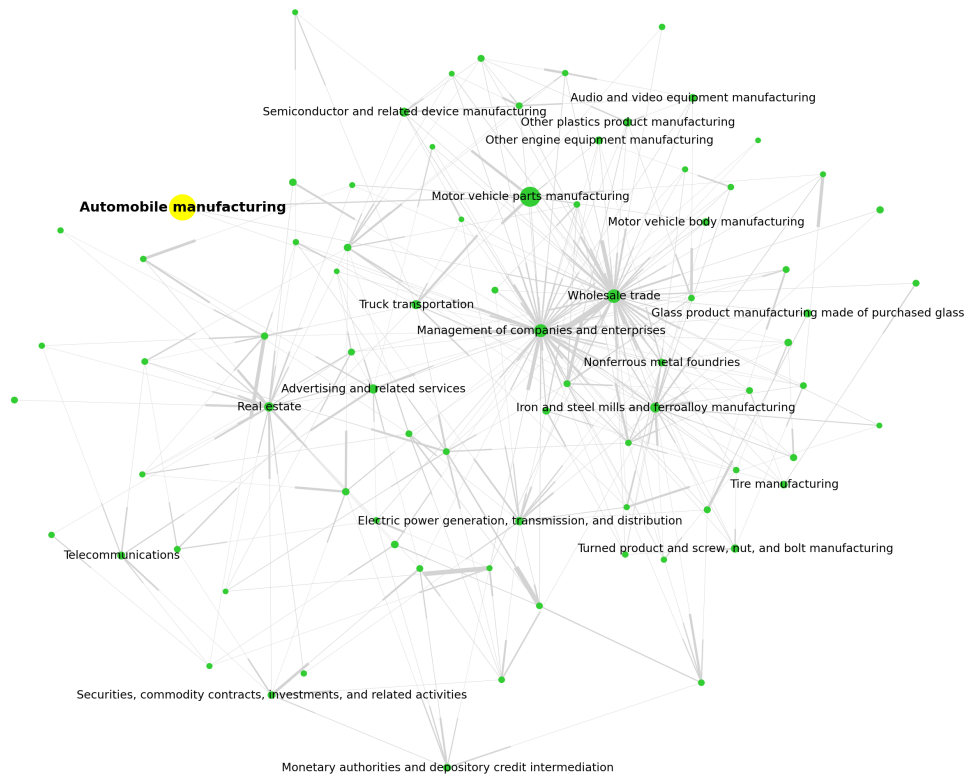 Audio and video equipment manufacturing
Semiconductor and related device manufacturing
Other plastics product manufacturing
Other engine equipment manufacturing
Motor vehicle parts manufacturing
Automobile manufacturing
Motor vehicle body manufacturing
Wholesale trade
Truck transportation
Glass product manufacturing made of purchased glass
Management of companies and enterprises
Nonferrous metal foundries
Advertising and related services
Real estate
Iron and steel mills and ferroalloy manufacturing
Tire manufacturing
Electric power generation, transmission, and distribution
Turned product and screw, nut, and bolt manufacturing
Telecommunications
Securities, commodity contracts, investments, and related activities
Monetary authorities and depository credit intermediation